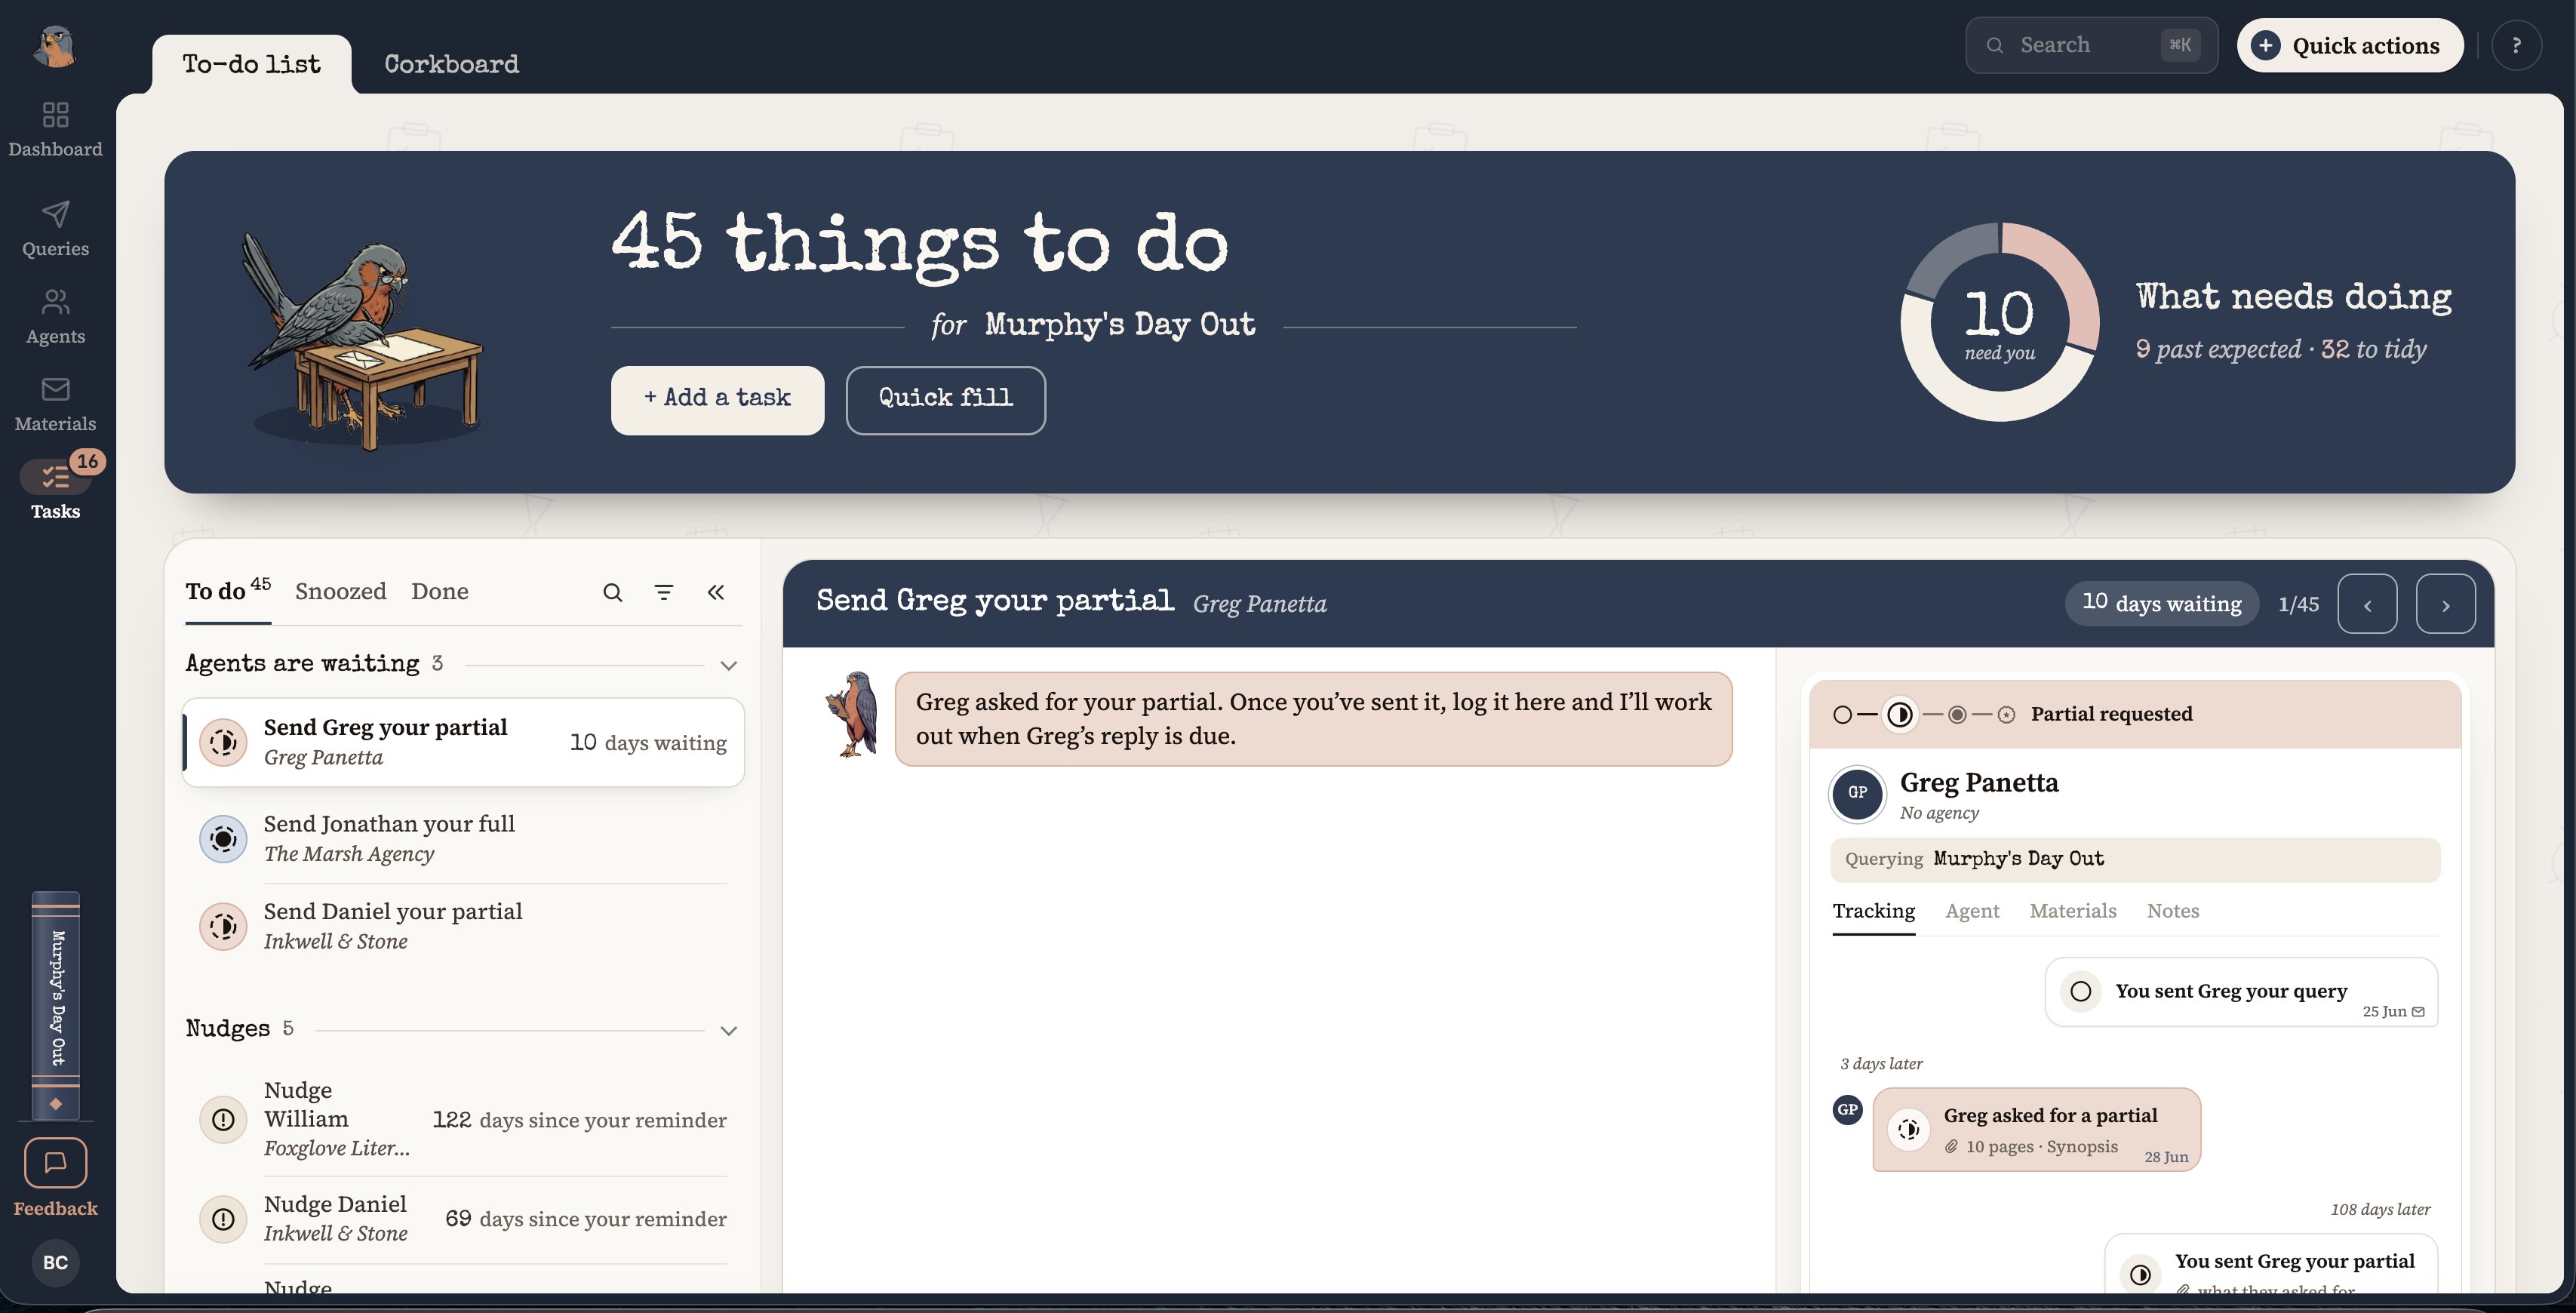 To-do list
Corkboard
Search
⌘K
+ Quick actions
?
Dashboard
Queries
Agents
Materials
16
Tasks
Murphy's Day Out
Feedback
BC
45 things to do
for Murphy's Day Out
+ Add a task
Quick fill
10
need you
What needs doing
9 past expected · 32 to tidy
To do 45
Snoozed
Done
Agents are waiting 3
Send Greg your partial
Greg Panetta
10 days waiting
Send Jonathan your full
The Marsh Agency
Send Daniel your partial
Inkwell & Stone
Nudges 5
Nudge
William
Foxglove Liter...
122 days since your reminder
Nudge Daniel
Inkwell & Stone
69 days since your reminder
Nudge
Send Greg your partial Greg Panetta
10 days waiting
1/45
Greg asked for your partial. Once you’ve sent it, log it here and I’ll work
out when Greg’s reply is due.
Partial requested
GP
Greg Panetta
No agency
Querying Murphy's Day Out
Tracking
Agent
Materials
Notes
You sent Greg your query
25 Jun
3 days later
GP
Greg asked for a partial
10 pages · Synopsis
28 Jun
108 days later
You sent Greg your partial
what they asked for